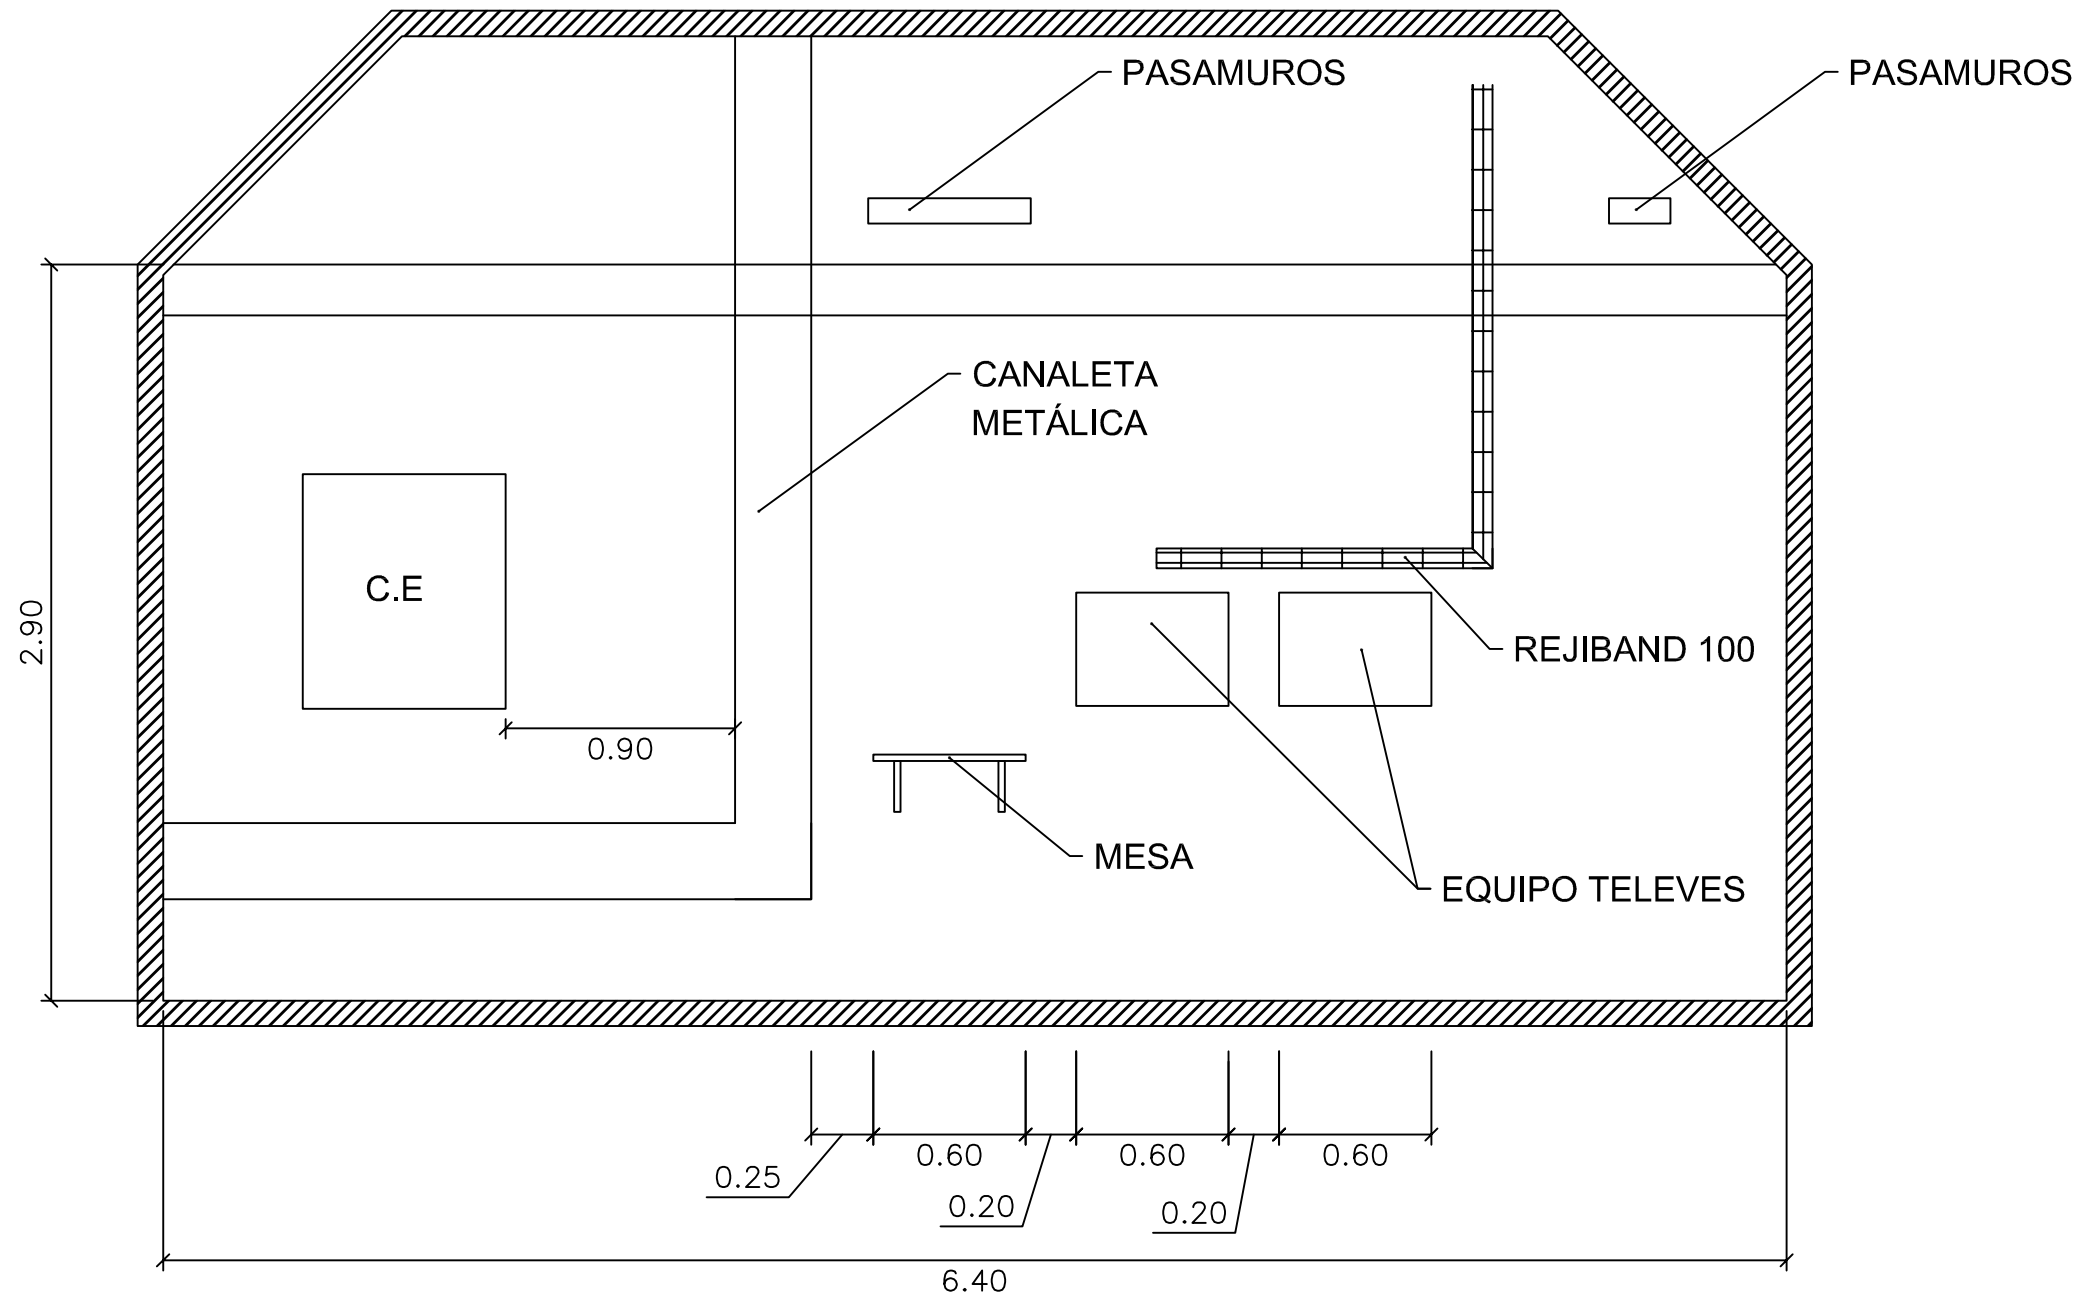 PASAMUROS
PASAMUROS
CANALETA
METÁLICA
C.E
2.90
REJIBAND 100
0.90
MESA
EQUIPO TELEVES
0.60
0.60
0.60
0.25
0.20
0.20
6.40